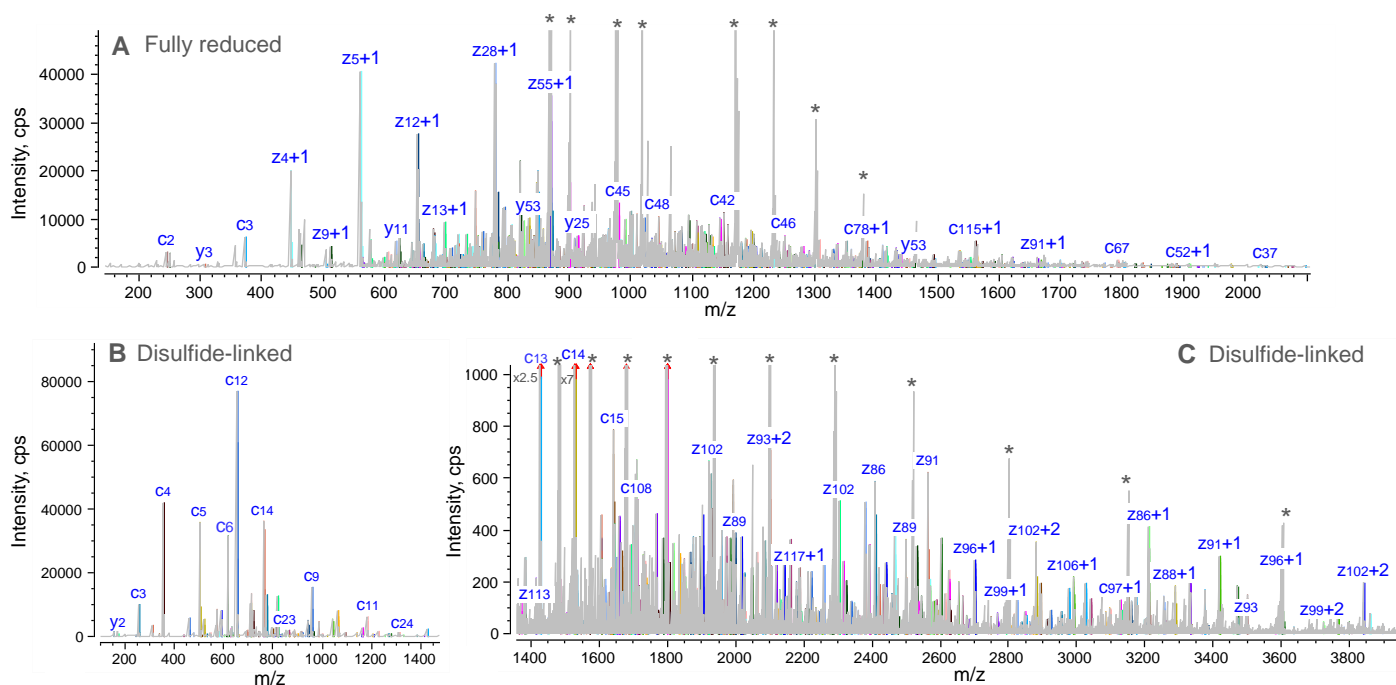 A Fully reduced
* * * * * *
z5+1 z28+1
z55+1
*
z12+1
z4+1
*
c45 c42
y53 c48
c3 y11 z13+1 y25 c46 c78+1 c115+1
c2 y3 z9+1 y53 z91+1 c67 c52+1 c37
Intensity, cps
40000
30000
20000
10000
0
200 300 400 500 600 700 800 900 1000 1100 1200 1300 1400 1500 1600 1700 1800 1900 2000
m/z
B Disulfide-linked
c12
c4
c5 c6 c14
c3 c9
y2 c23 c11 c24
Intensity, cps
80000
60000
40000
20000
0
200 400 600 800 1000 1200 1400
m/z
C Disulfide-linked
c13 * c14 * * * * * *
x2.5 x7
*
*
*
*
c15 z102 z93+2 z91
c108 z89 z102 z86 z89 z102+2 z86+1
z113 z117+1 z96+1 z99+1 z106+1 c97+1 z88+1 z91+1 z93 z96+1 z99+2 z102+2
Intensity, cps
1000
800
600
400
200
0
1400 1600 1800 2000 2200 2400 2600 2800 3000 3200 3400 3600 3800
m/z